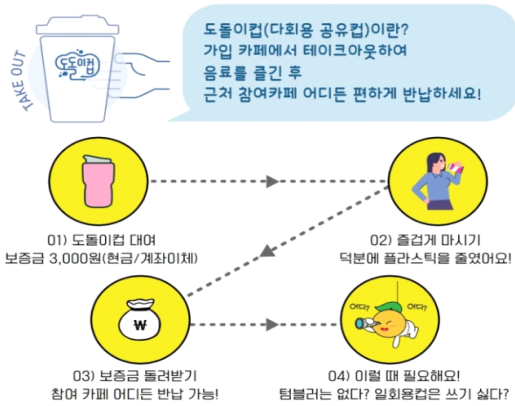 도돌이컵(다회용 공유컵)이란?
가입 카페에서 테이크아웃하여
음료를 즐긴 후
근처 참여카페 어디든 편하게 반납하세요!
도돌이컵
TAKE OUT
01) 도돌이컵 대여
보증금 3,000원(현금/계좌이체)
02) 즐겁게 마시기
덕분에 플라스틱을 줄였어요!
₩
03) 보증금 돌려받기
참여 카페 어디든 반납 가능!
어디?
어디?
04) 이럴 때 필요해요!
텀블러는 없다? 일회용컵은 쓰기 싫다?